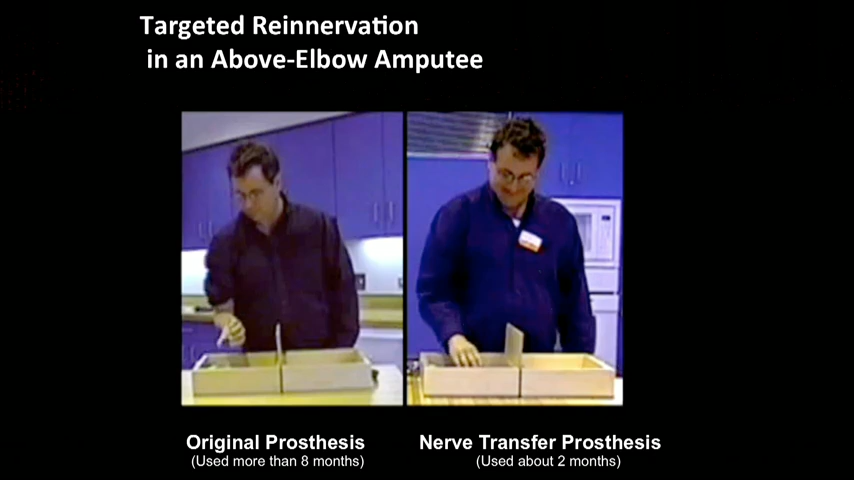 Targeted Reinnervation
in an Above-Elbow Amputee
Original Prosthesis
(Used more than 8 months)
Nerve Transfer Prosthesis
(Used about 2 months)